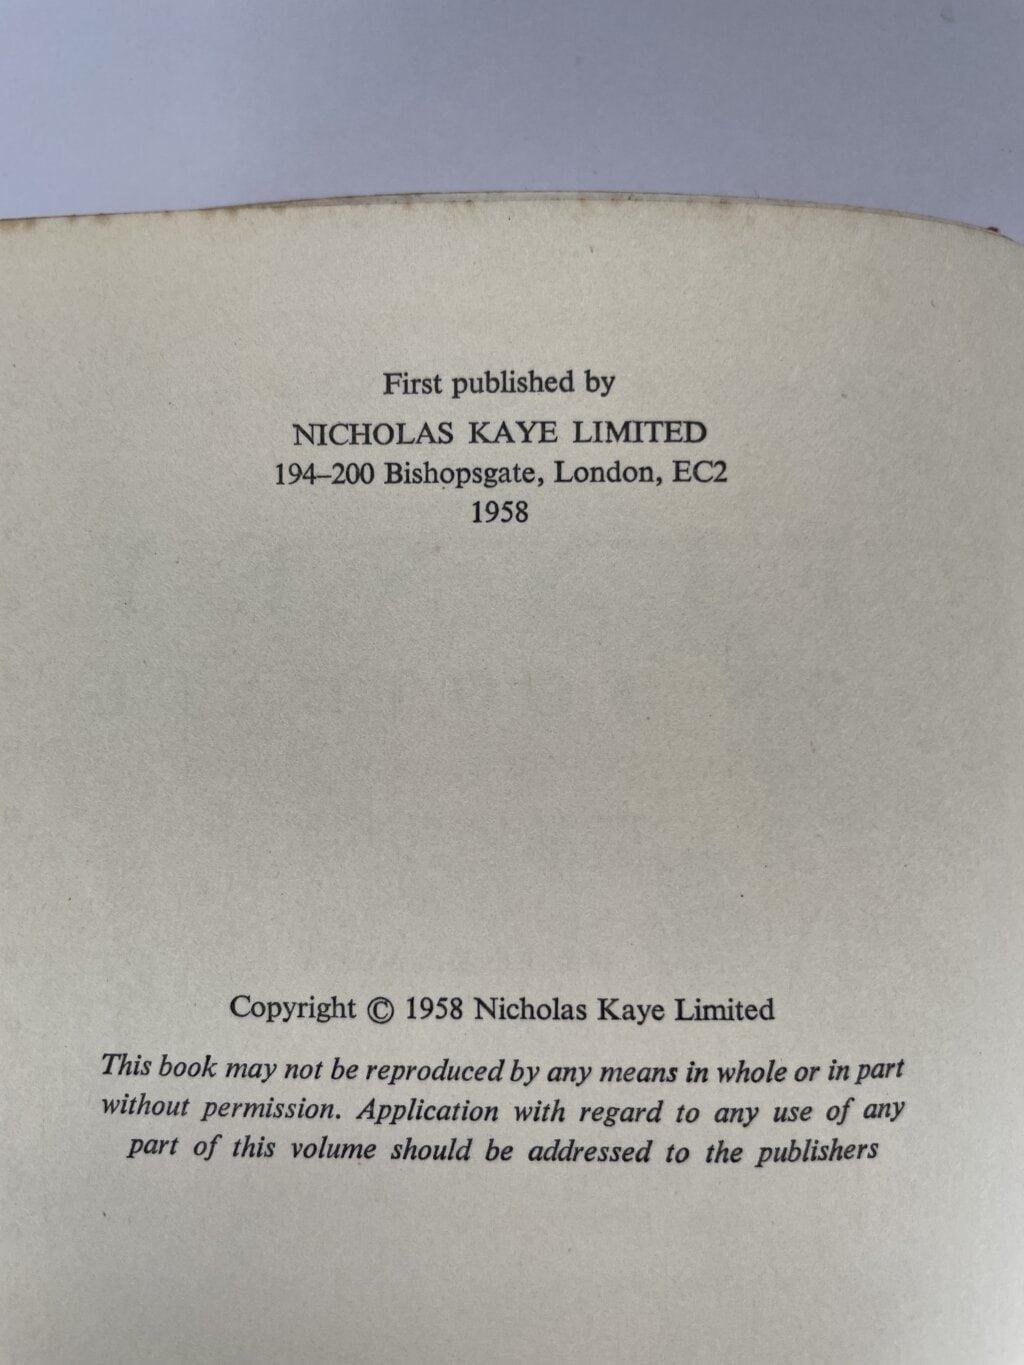 First published by
NICHOLAS KAYE LIMITED
194–200 Bishopsgate, London, EC2
1958
Copyright © 1958 Nicholas Kaye Limited
This book may not be reproduced by any means in whole or in part
without permission. Application with regard to any use of any
part of this volume should be addressed to the publishers